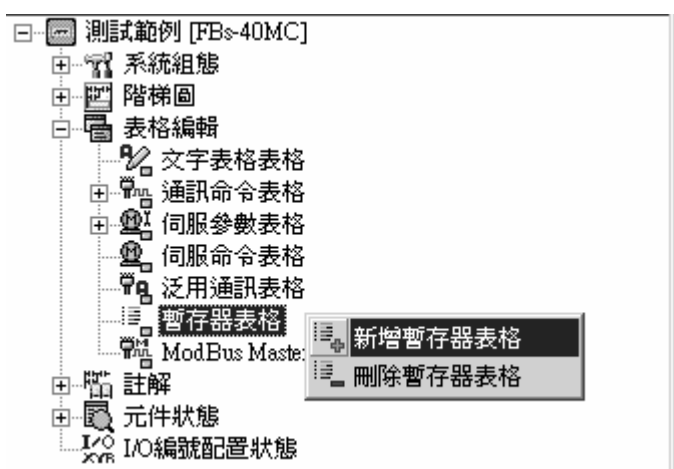 測試範例 [FBs-40MC]
系統組態
階梯圖
表格編輯
文字表格表格
通訊命令表格
伺服參數表格
伺服命令表格
泛用通訊表格
暫存器表格
新增暫存器表格
ModBus Maste
刪除暫存器表格
註解
元件狀態
I/O編號配置狀態